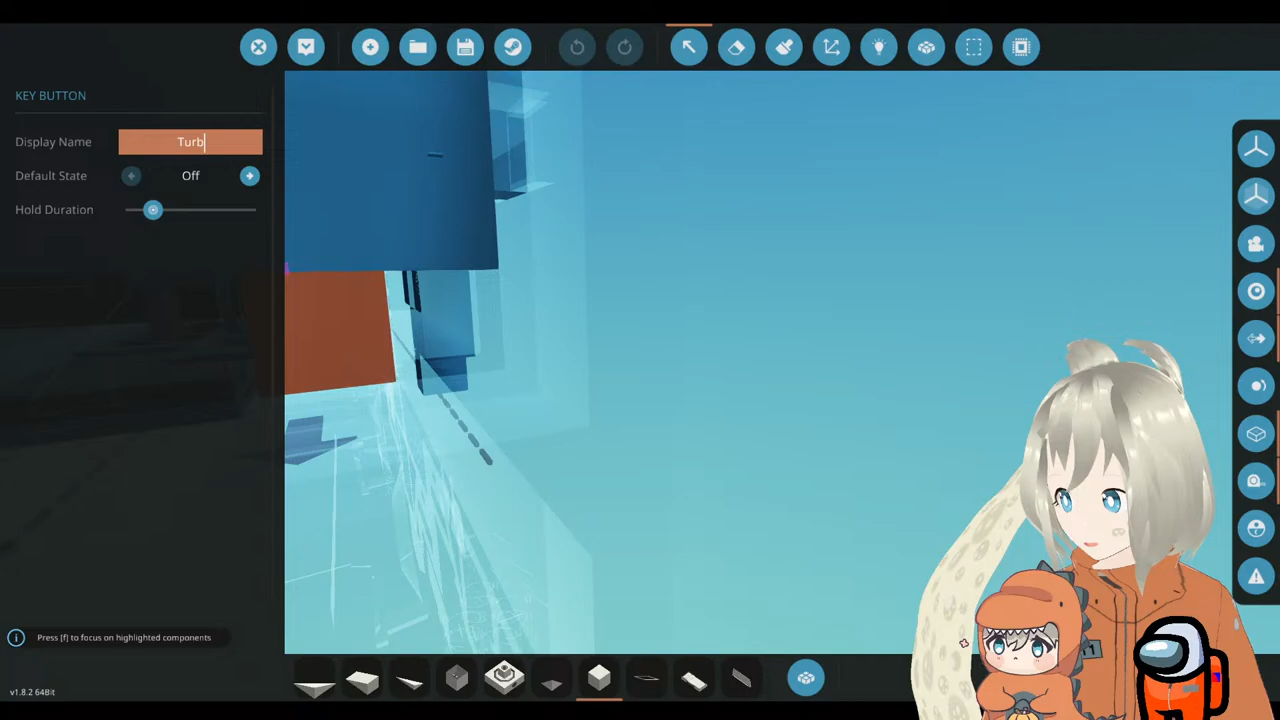 KEY BUTTON
Display Name Turb
Default State Off
Hold Duration
Press [f] to focus on highlighted components
v1.8.2 64Bit
1